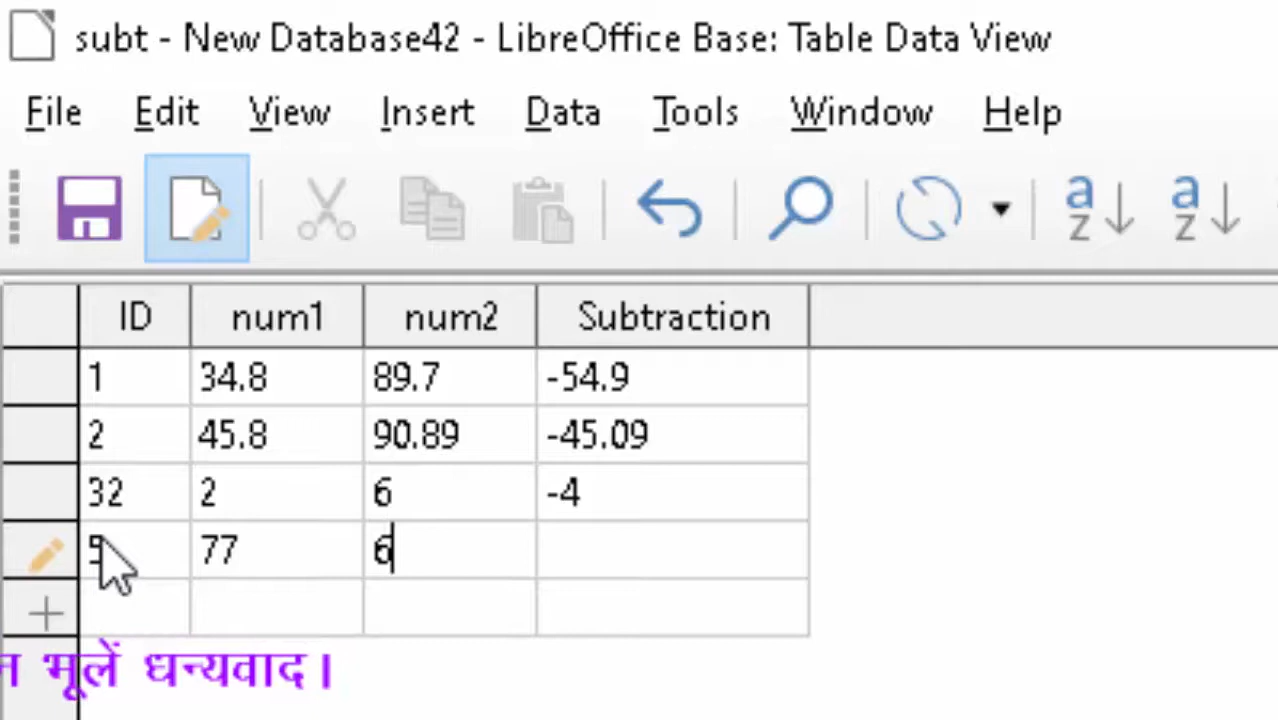 subt - New Database42 - LibreOffice Base: Table Data View
File Edit View Insert Data Tools Window Help
ID num1 num2 Subtraction
1 34.8 89.7 -54.9
2 45.8 90.89 -45.09
32 2 6 -4
77 6
भूलें धन्यवाद।